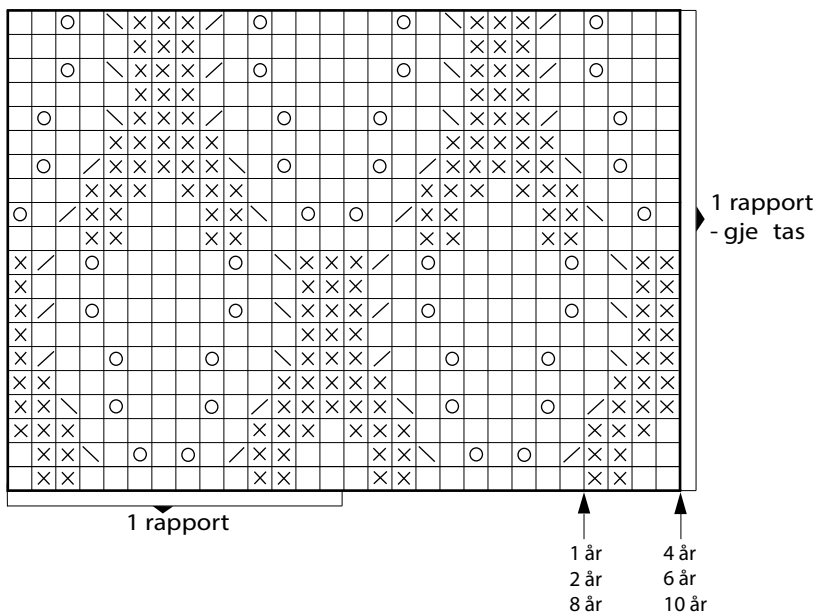 1 rapport
- gje tas
1 rapport
1 år
2 år
8 år
4 år
6 år
10 år